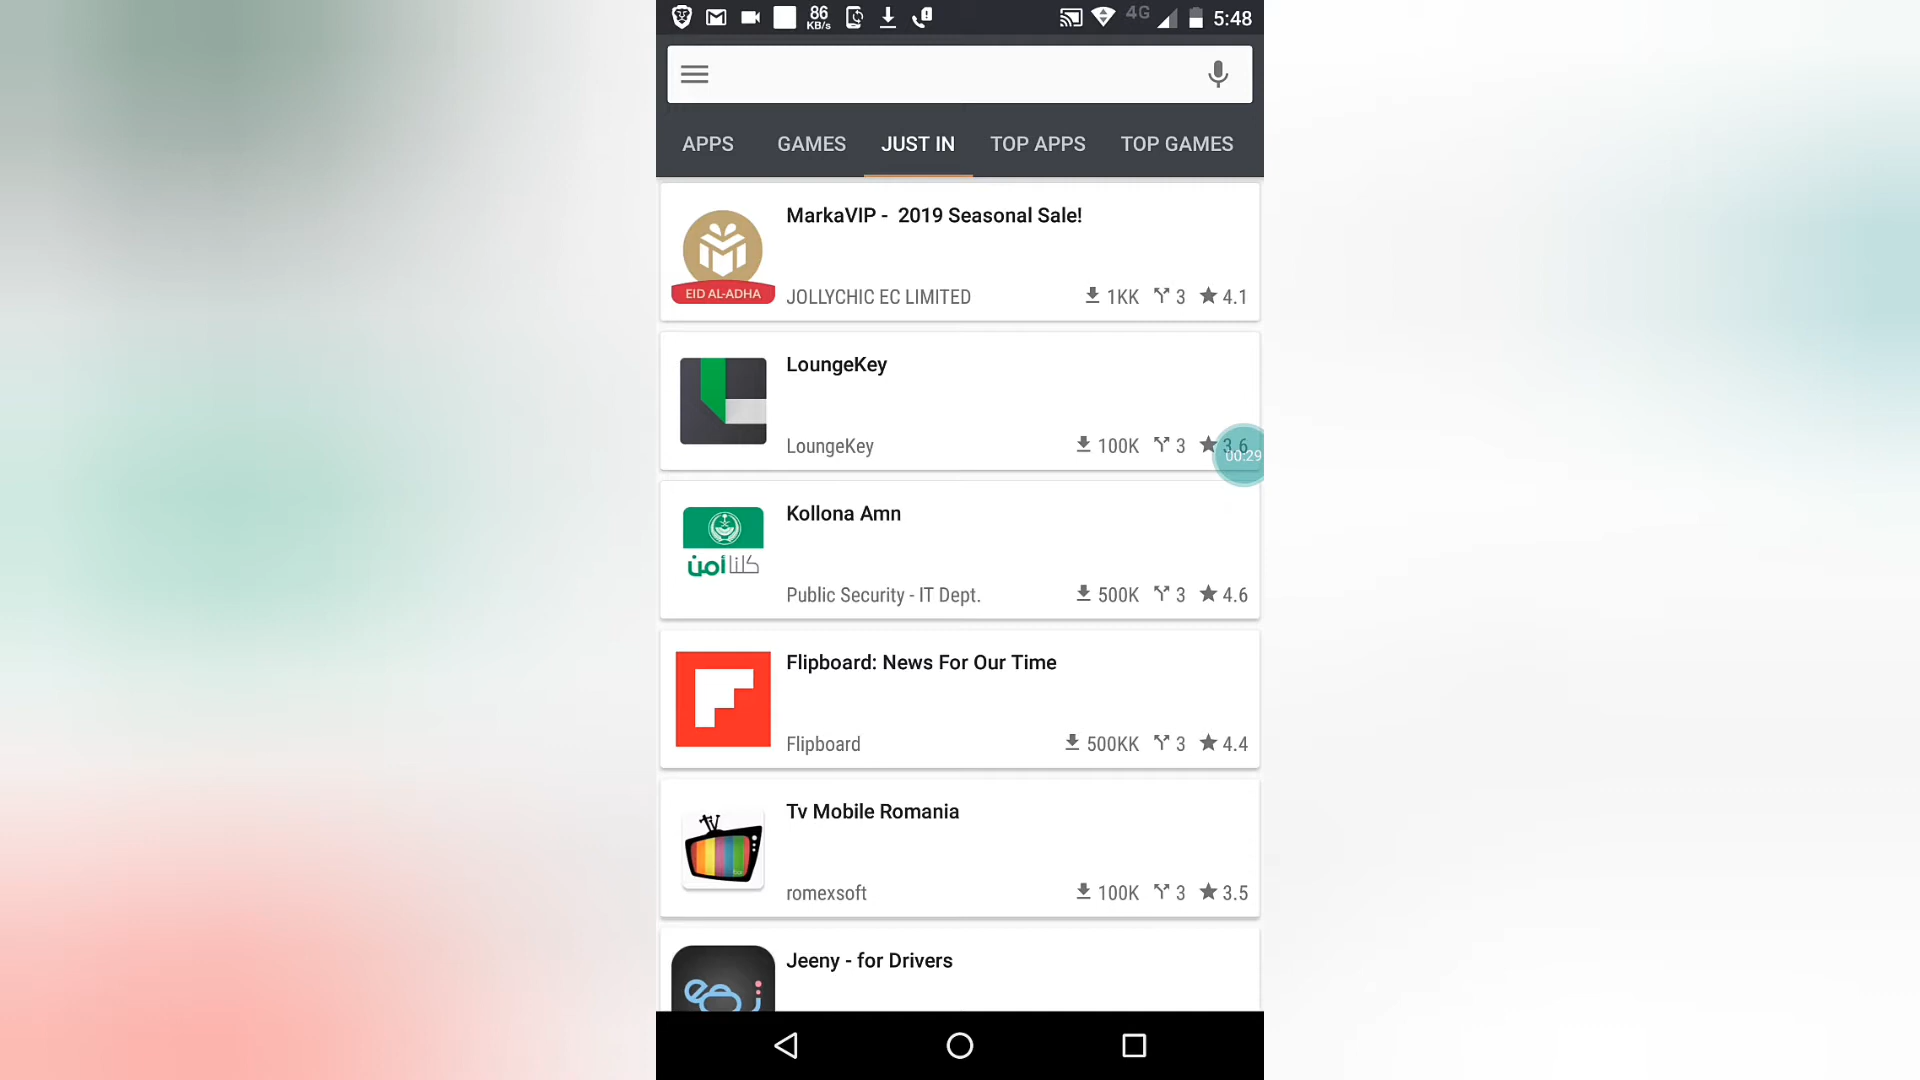 86
KB/s
4G
5:48
APPS GAMES JUST IN TOP APPS TOP GAMES
MarkaVIP - 2019 Seasonal Sale!
EID AL-ADHA
JOLLYCHIC EC LIMITED 1KK 3 4.1
LoungeKey
LoungeKey 100K 3 3.6
00:29
Kollona Amn
كلنا أمن
Public Security - IT Dept. 500K 3 4.6
Flipboard: News For Our Time
Flipboard 500KK 3 4.4
Tv Mobile Romania
romexsoft 100K 3 3.5
Jeeny - for Drivers